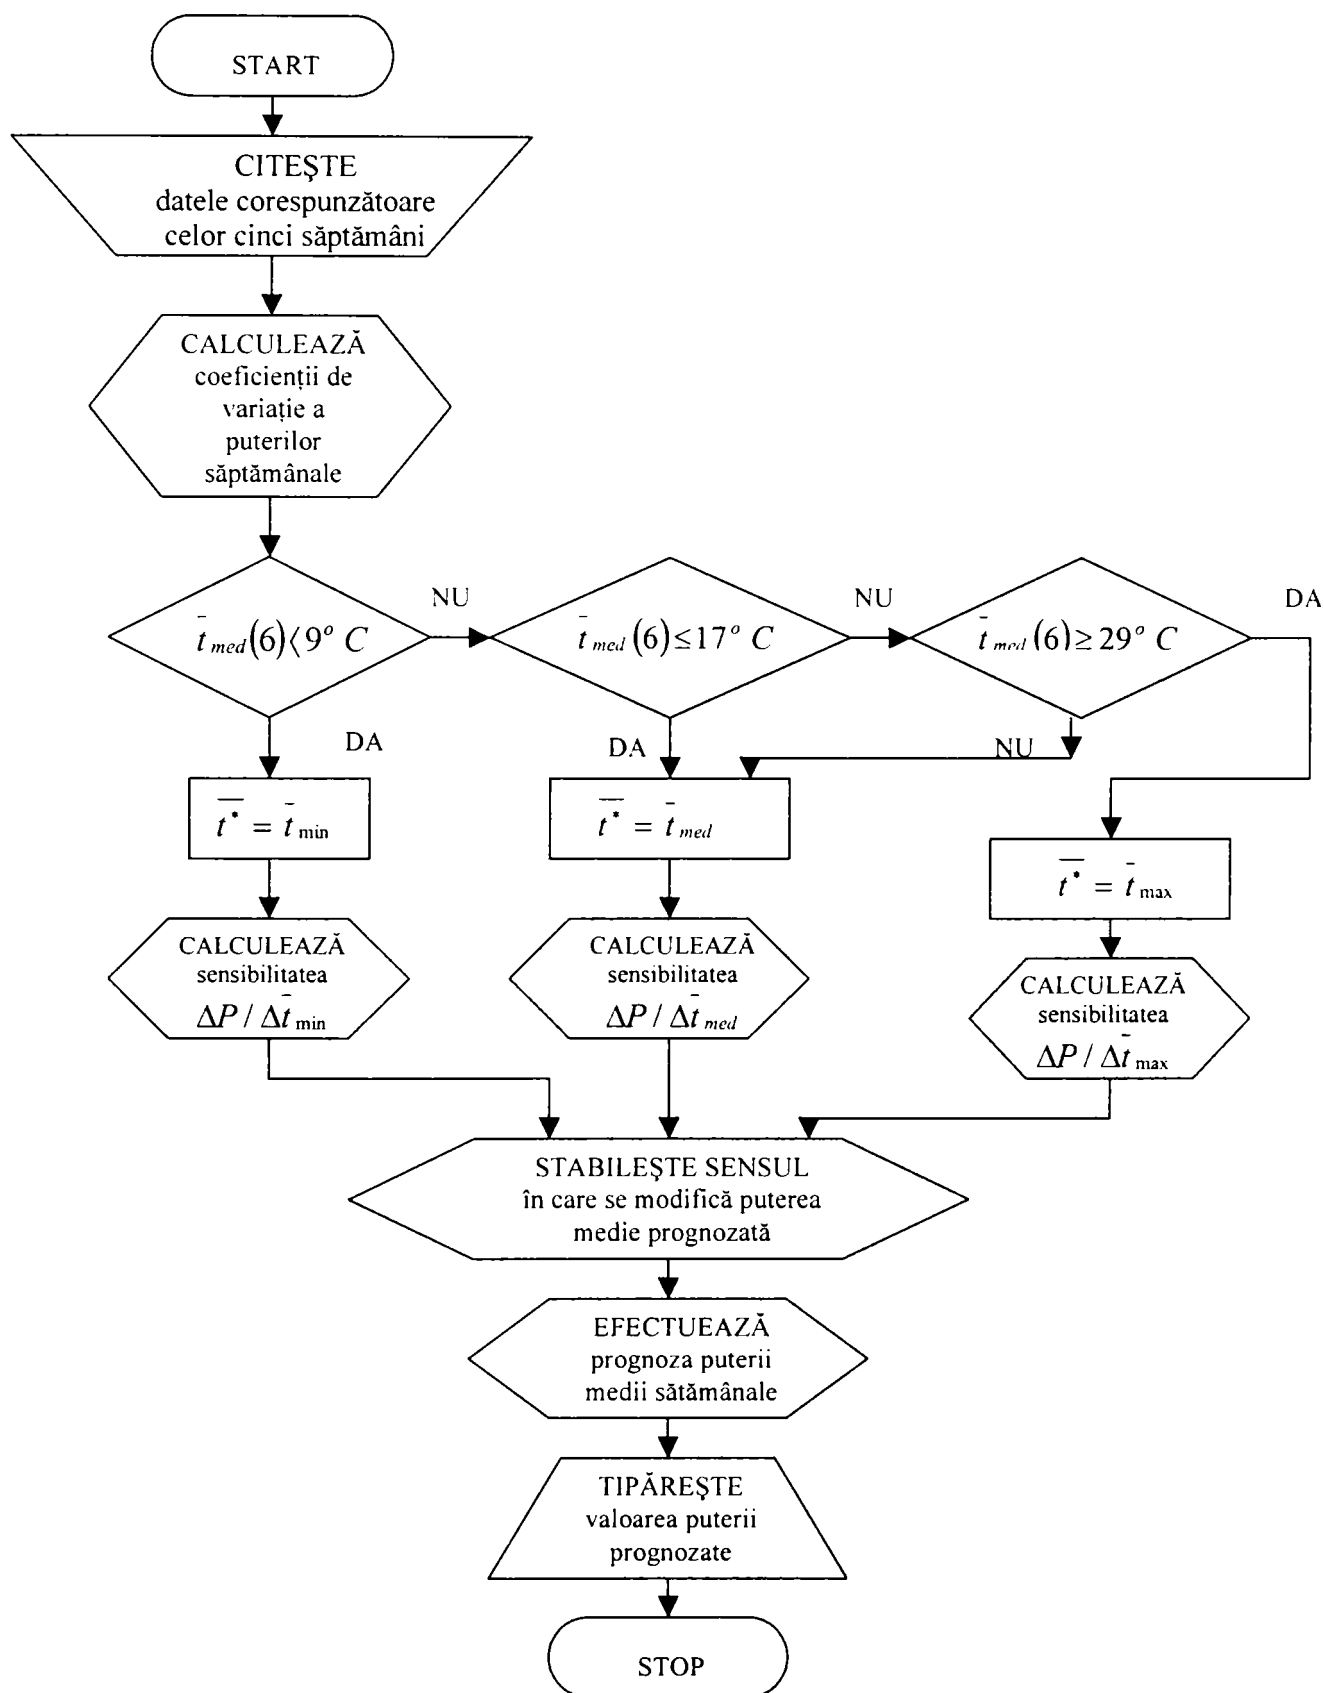 START
CITEŞTE
datele corespunzătoare
celor cinci săptămâni
CALCULEAZĂ
coeficienții de
variație a
puterilor
săptămânale
NU
NU
DA
t̄ med (6) ⟨ 9° C
t̄ med (6) ≤ 17° C
t̄ med (6) ≥ 29° C
DA
DA
NU
t* = t̄ min
t* = t̄ med
t* = t̄ max
CALCULEAZĂ
sensibilitatea
ΔP / Δt̄ min
CALCULEAZĂ
sensibilitatea
ΔP / Δt̄ med
CALCULEAZĂ
sensibilitatea
ΔP / Δt̄ max
STABILEŞTE SENSUL
în care se modifică puterea
medie prognozată
EFECTUEAZĂ
prognoza puterii
medii sătămânale
TIPĂREŞTE
valoarea puterii
prognozate
STOP